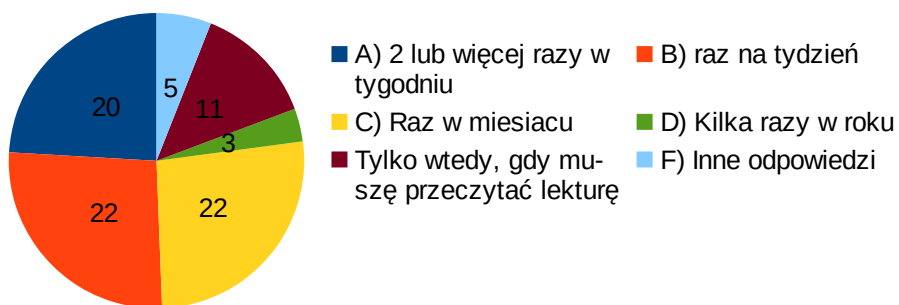 5
11
20
3
22
22
A) 2 lub więcej razy w
tygodniu
B) raz na tydzień
C) Raz w miesiacu
D) Kilka razy w roku
Tylko wtedy, gdy mu-
szę przeczytać lekturę
F) Inne odpowiedzi